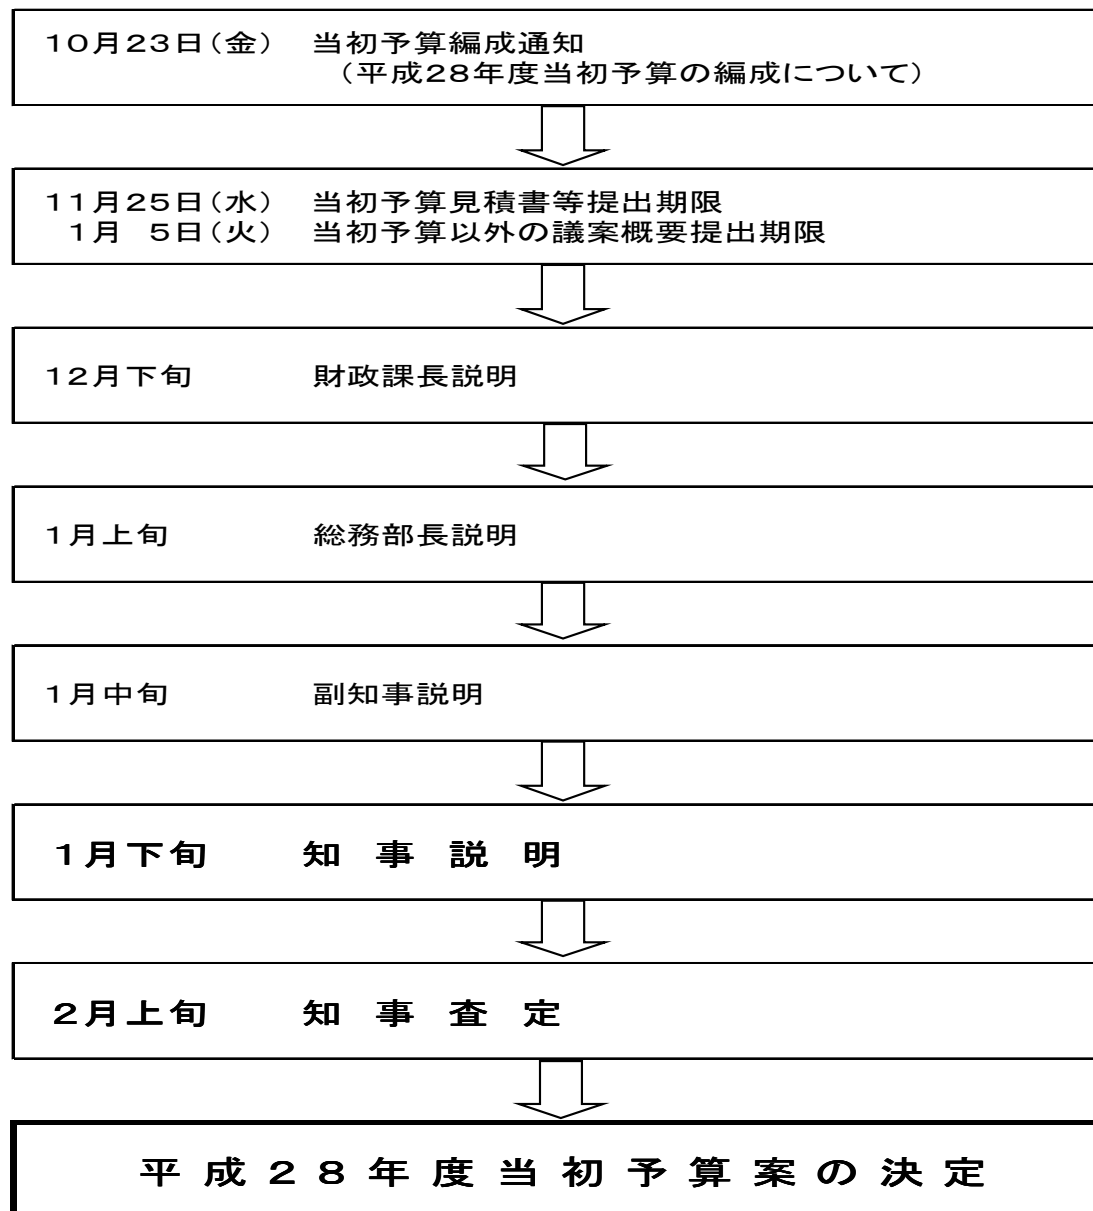 10月23日(金) 当初予算編成通知
(平成28年度当初予算の編成について)
11月25日(水) 当初予算見積書等提出期限
1月 5日(火) 当初予算以外の議案概要提出期限
12月下旬 財政課長説明
1月上旬 総務部長説明
1月中旬 副知事説明
1月下旬 知事説明
2月上旬 知事査定
平成28年度当初予算案の決定